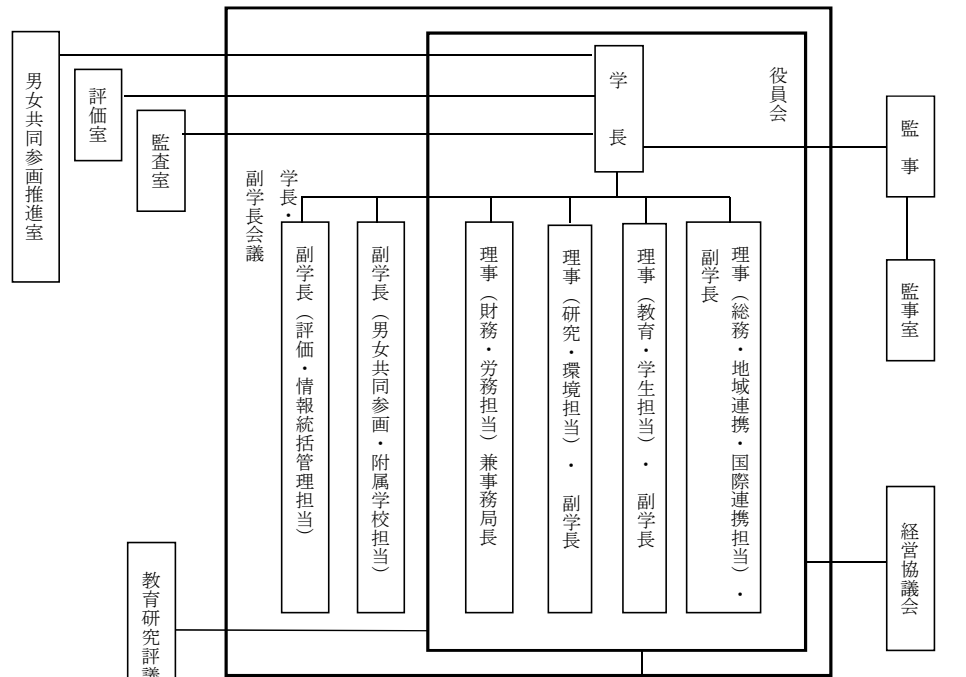 役員会
学長
監事
監事室
男女共同参画推進室
評価室
監査室
学長・
副学長会議
理事（総務・地域連携・国際連携担当）・
副学長
理事（教育・学生担当）・副学長
理事（研究・環境担当）・副学長
理事（財務・労務担当）兼事務局長
副学長（男女共同参画・附属学校担当）
副学長（評価・情報統括管理担当）
経営協議会
教育研究評議